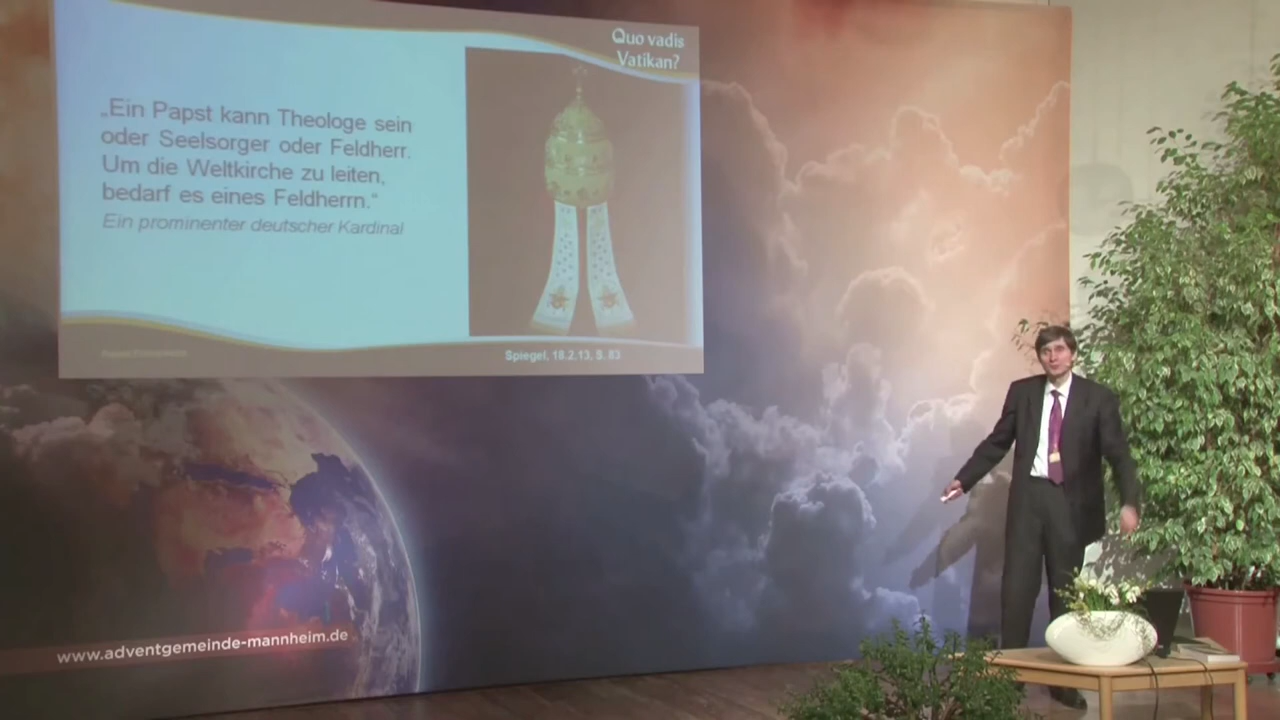 Quo vadis
Vatikan?
„Ein Papst kann Theologe sein
oder Seelsorger oder Feldherr.
Um die Weltkirche zu leiten,
bedarf es eines Feldherrn.“
Ein prominenter deutscher Kardinal
Spiegel, 18.2.13, S. 83
www.adventgemeinde-mannheim.de